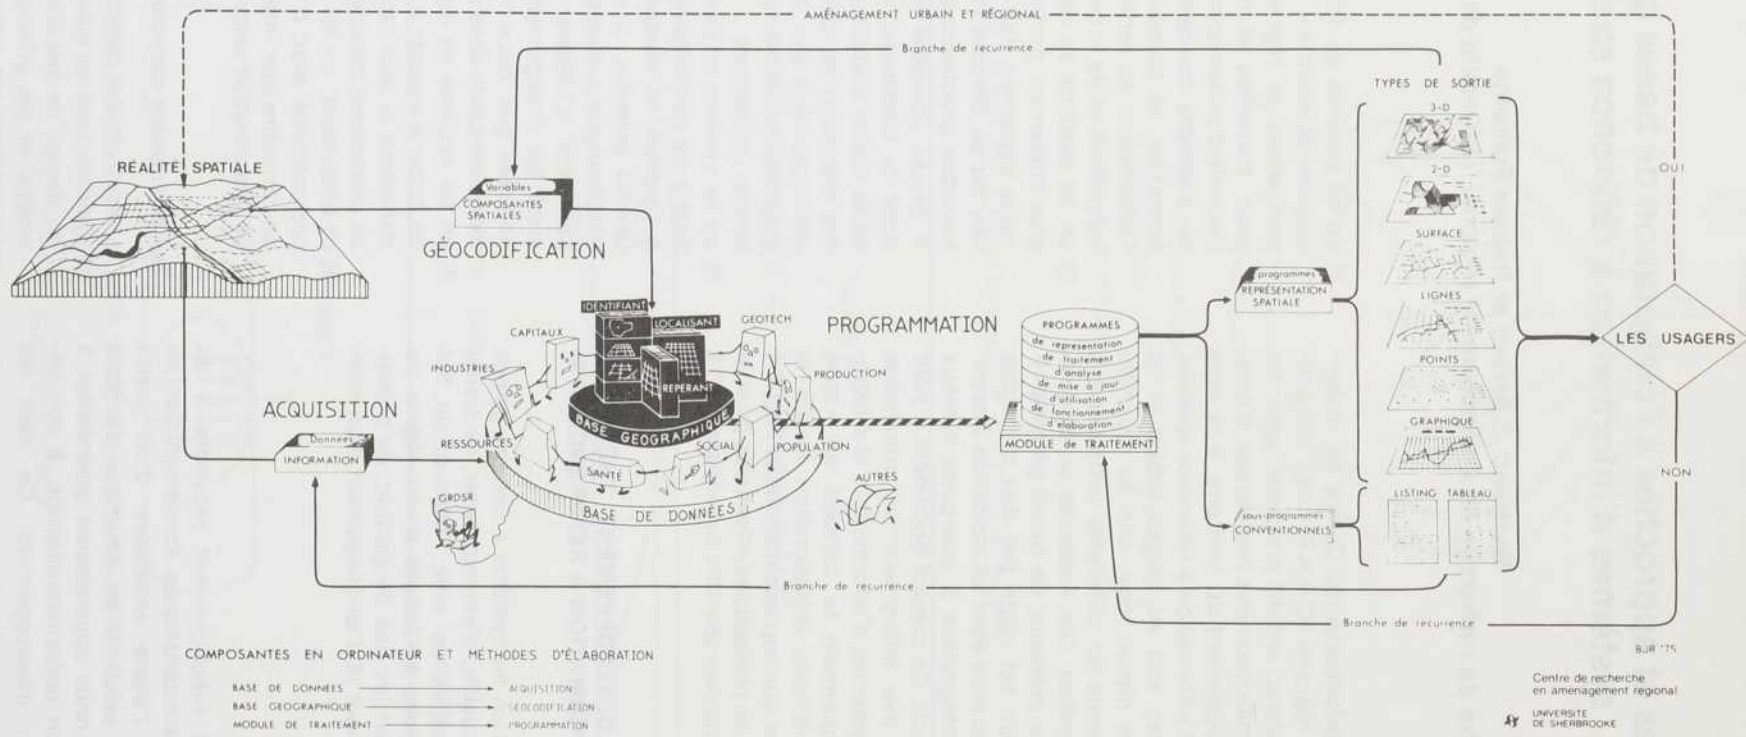 AMÉNAGEMENT URBAIN ET RÉGIONAL
Branche de recurrence
TYPES DE SORTIE
3-D
2-D
SURFACE
LIGNES
POINTS
GRAPHIQUE
LISTING TABLEAU
RÉALITÉ SPATIALE
Variables
COMPOSANTES
SPATIALES
GÉOCODIFICATION
OUI
LES USAGERS
NON
IDENTIFIANT
LOCALISANT
REPÉRANT
BASE GÉOGRAPHIQUE
CAPITAUX
GEOTECH
INDUSTRIES
PRODUCTION
RESSOURCES
SANTÉ
SOCIAL
POPULATION
BASE DE DONNÉES
GRDSR
AUTRES
ACQUISITION
Données
INFORMATION
PROGRAMMATION
PROGRAMMES
de representation
de traitement
d'analyse
de mise a jour
d'utilisation
de fonctionnement
d'elaboration
MODULE de TRAITEMENT
programmes
REPRÉSENTATION
SPATIALE
sous-programmes
CONVENTIONNELS
Branche de recurrence
Branche de recurrence
BJR '75
COMPOSANTES EN ORDINATEUR ET MÉTHODES D'ÉLABORATION
BASE DE DONNÉES ACQUISITION
BASE GEOGRAPHIQUE GEOCODIFICATION
MODULE DE TRAITEMENT PROGRAMMATION
Centre de recherche
en amenagement regional
UNIVERSITE
DE SHERBROOKE